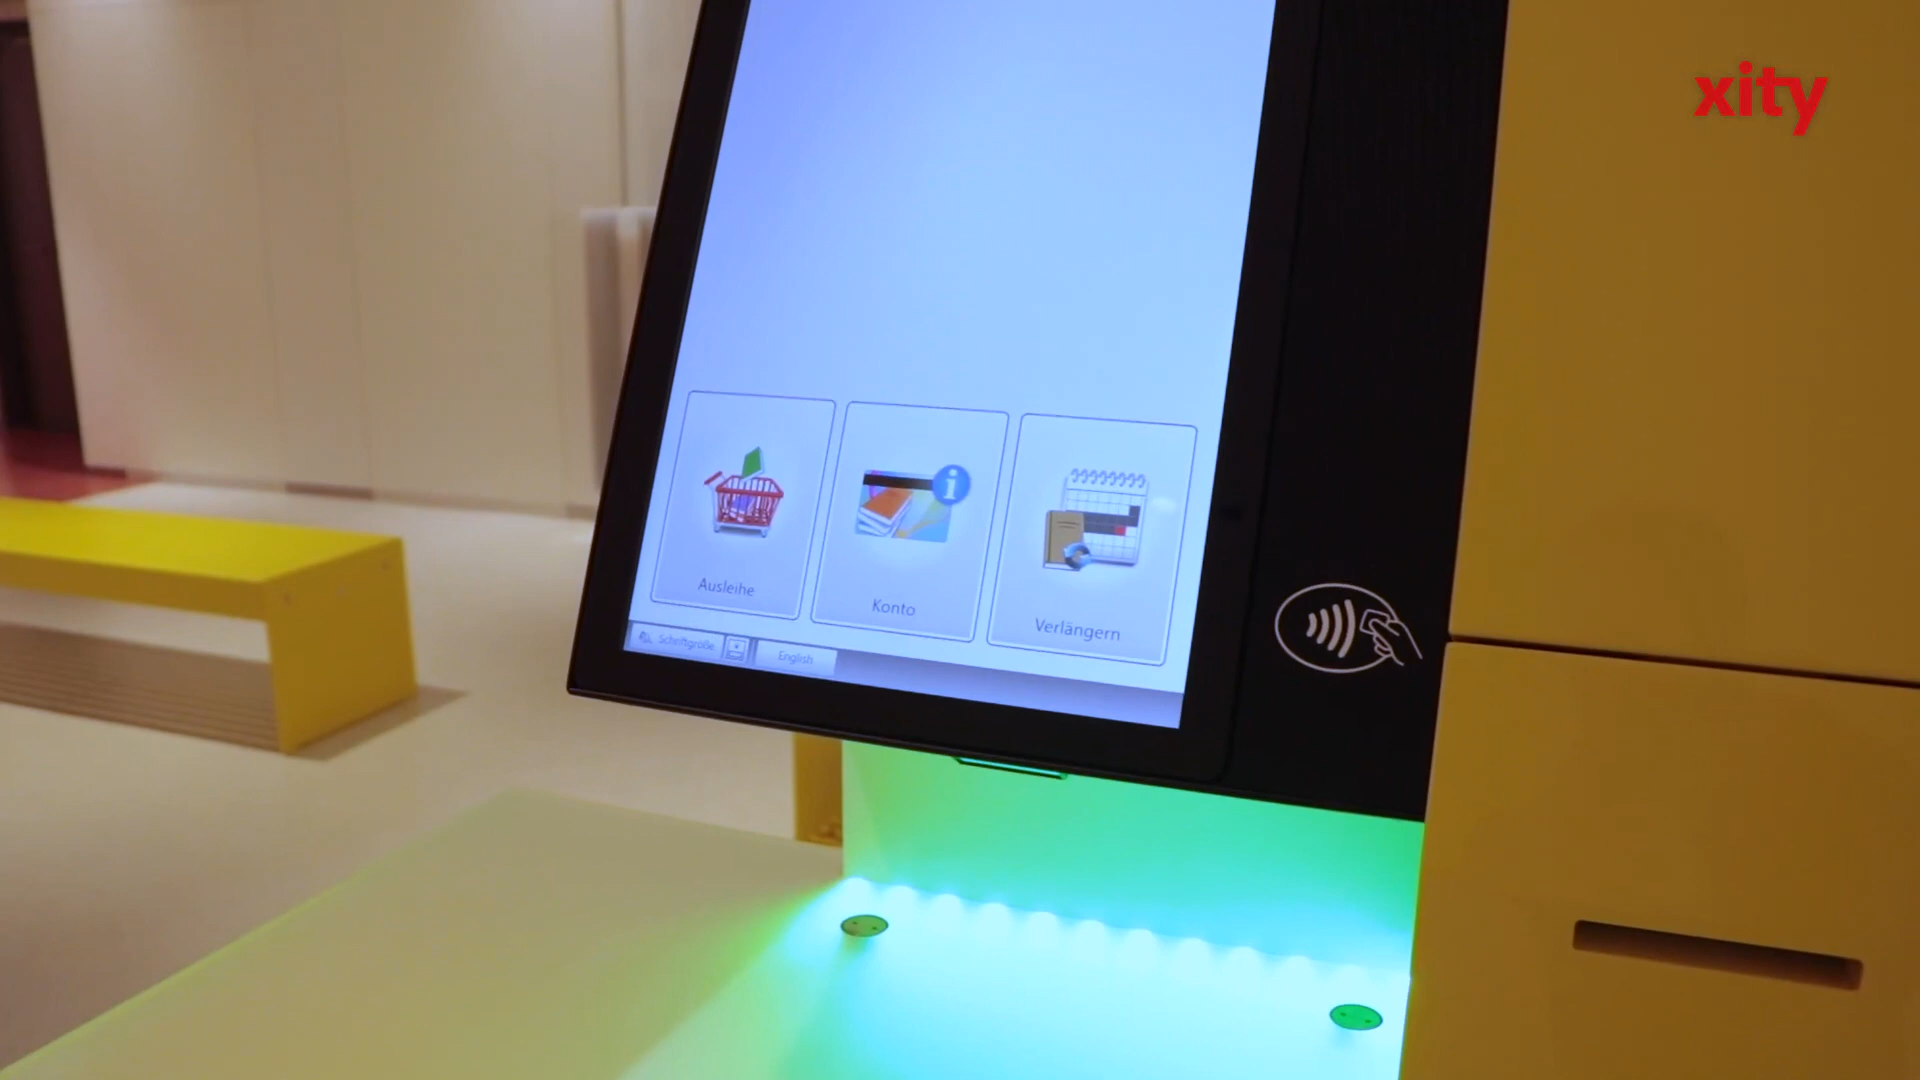 xity
Ausleihe
Konto
Verlängern
Schriftgröße
English